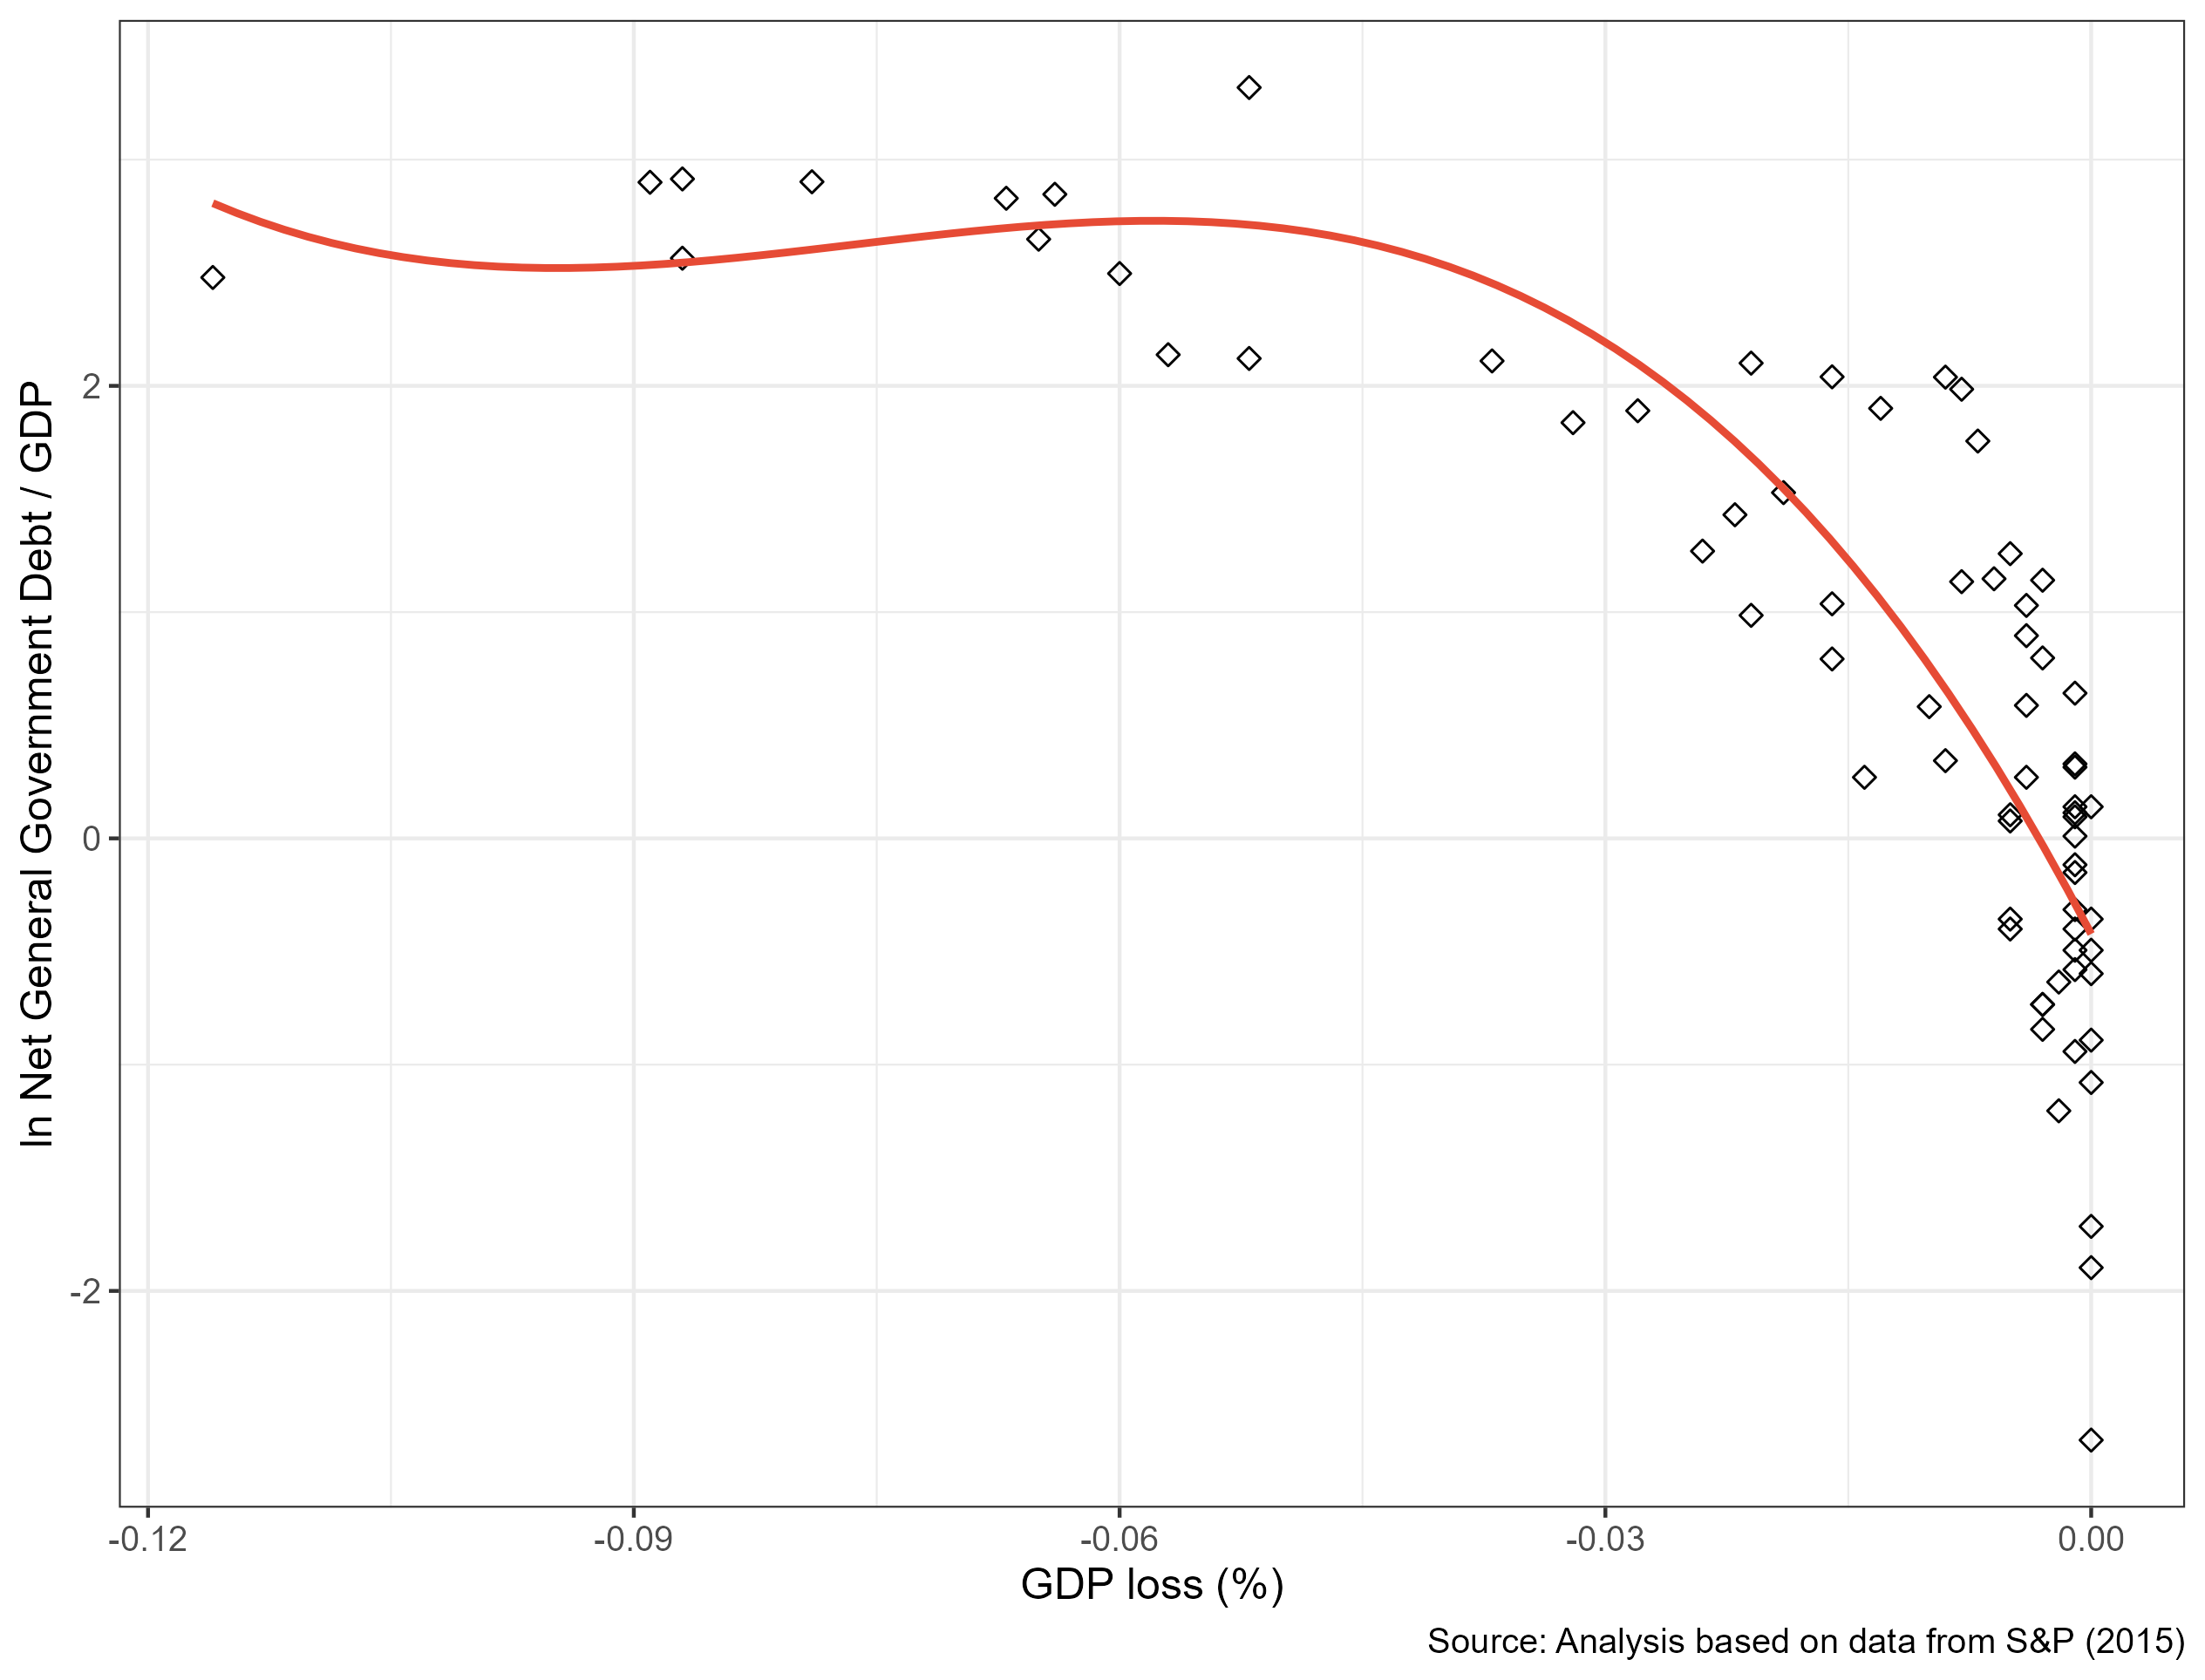 ln Net General Government Debt / GDP
2
0
-2
-0.12 -0.09 -0.06 -0.03 0.00
GDP loss (%)
Source: Analysis based on data from S&P (2015)